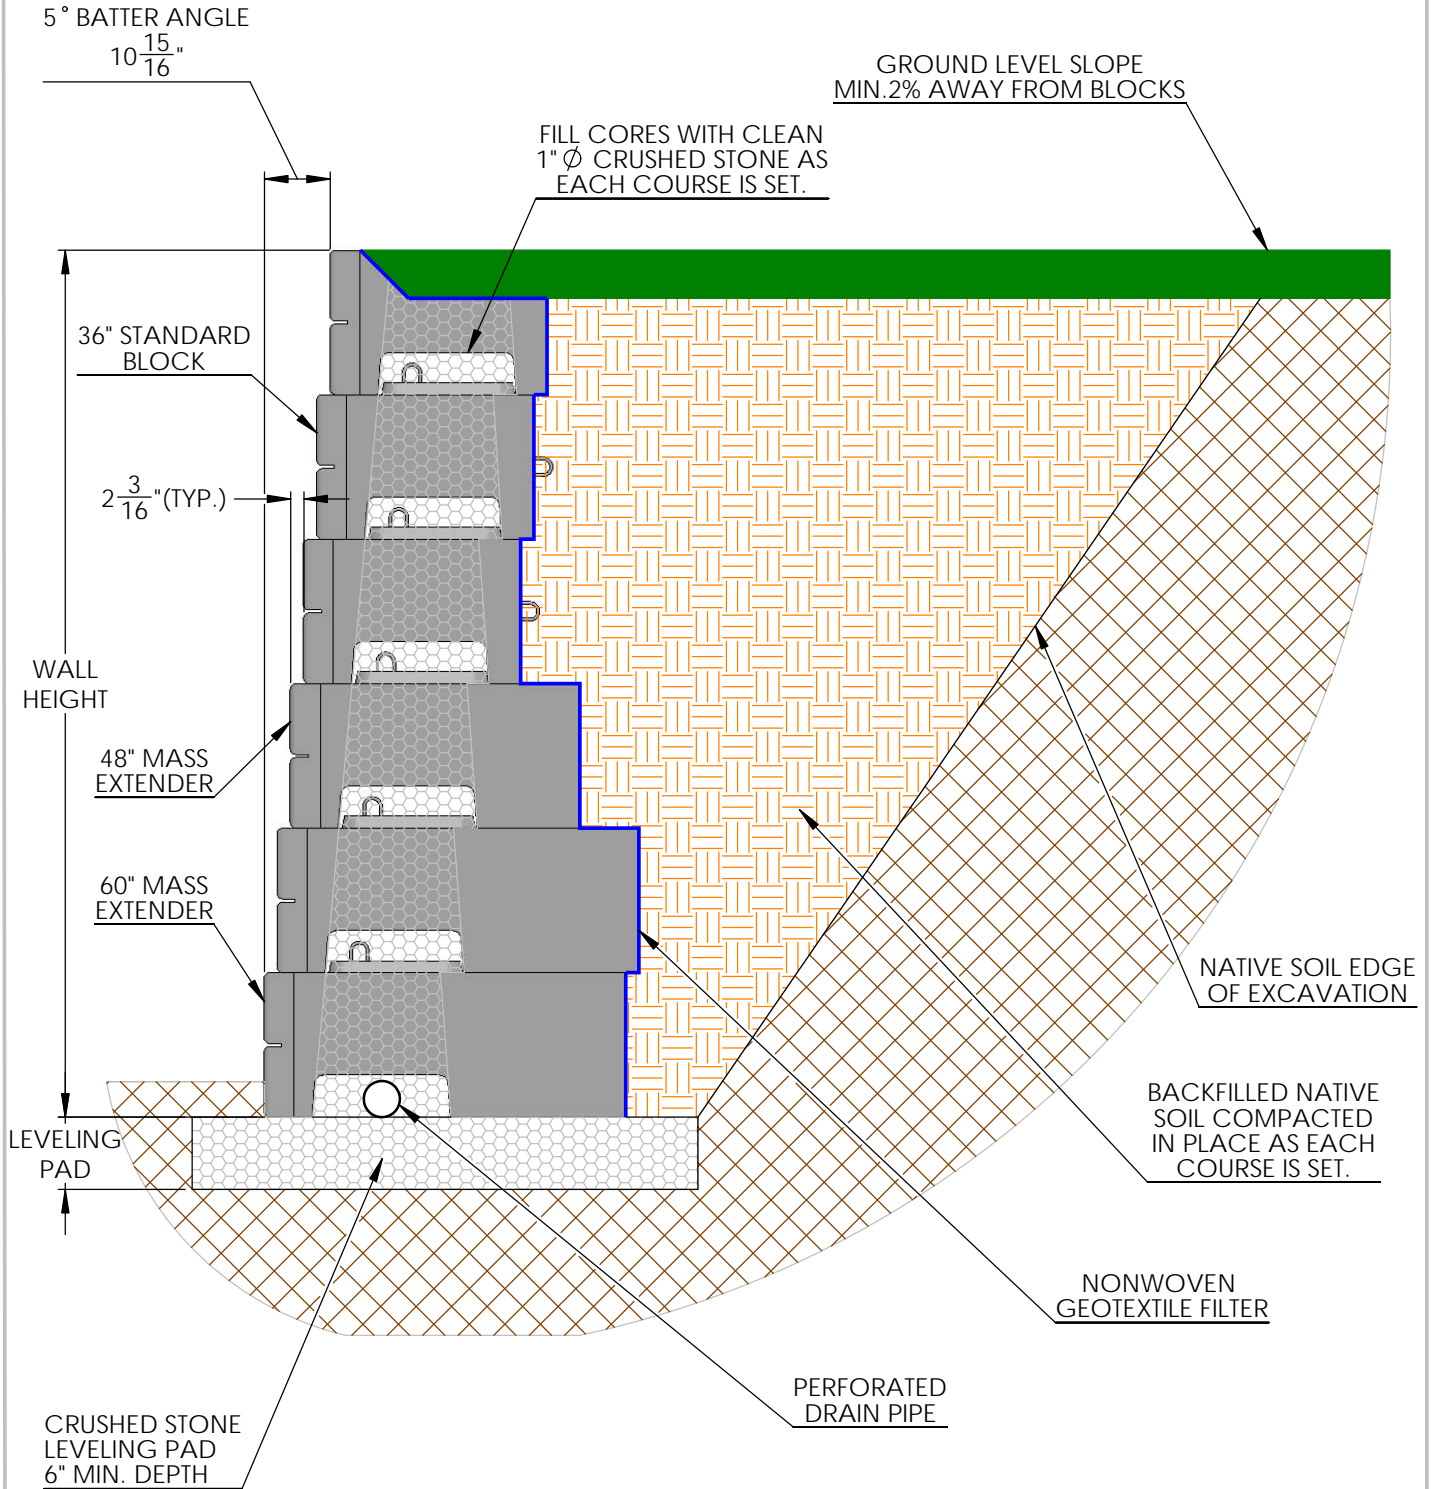 5° BATTER ANGLE
10 15/16"
GROUND LEVEL SLOPE
MIN.2% AWAY FROM BLOCKS
FILL CORES WITH CLEAN
1" Ø CRUSHED STONE AS
EACH COURSE IS SET.
36" STANDARD
BLOCK
2 3/16"(TYP.)
WALL
HEIGHT
48" MASS
EXTENDER
60" MASS
EXTENDER
NATIVE SOIL EDGE
OF EXCAVATION
BACKFILLED NATIVE
SOIL COMPACTED
IN PLACE AS EACH
COURSE IS SET.
LEVELING
PAD
NONWOVEN
GEOTEXTILE FILTER
PERFORATED
DRAIN PIPE
CRUSHED STONE
LEVELING PAD
6" MIN. DEPTH